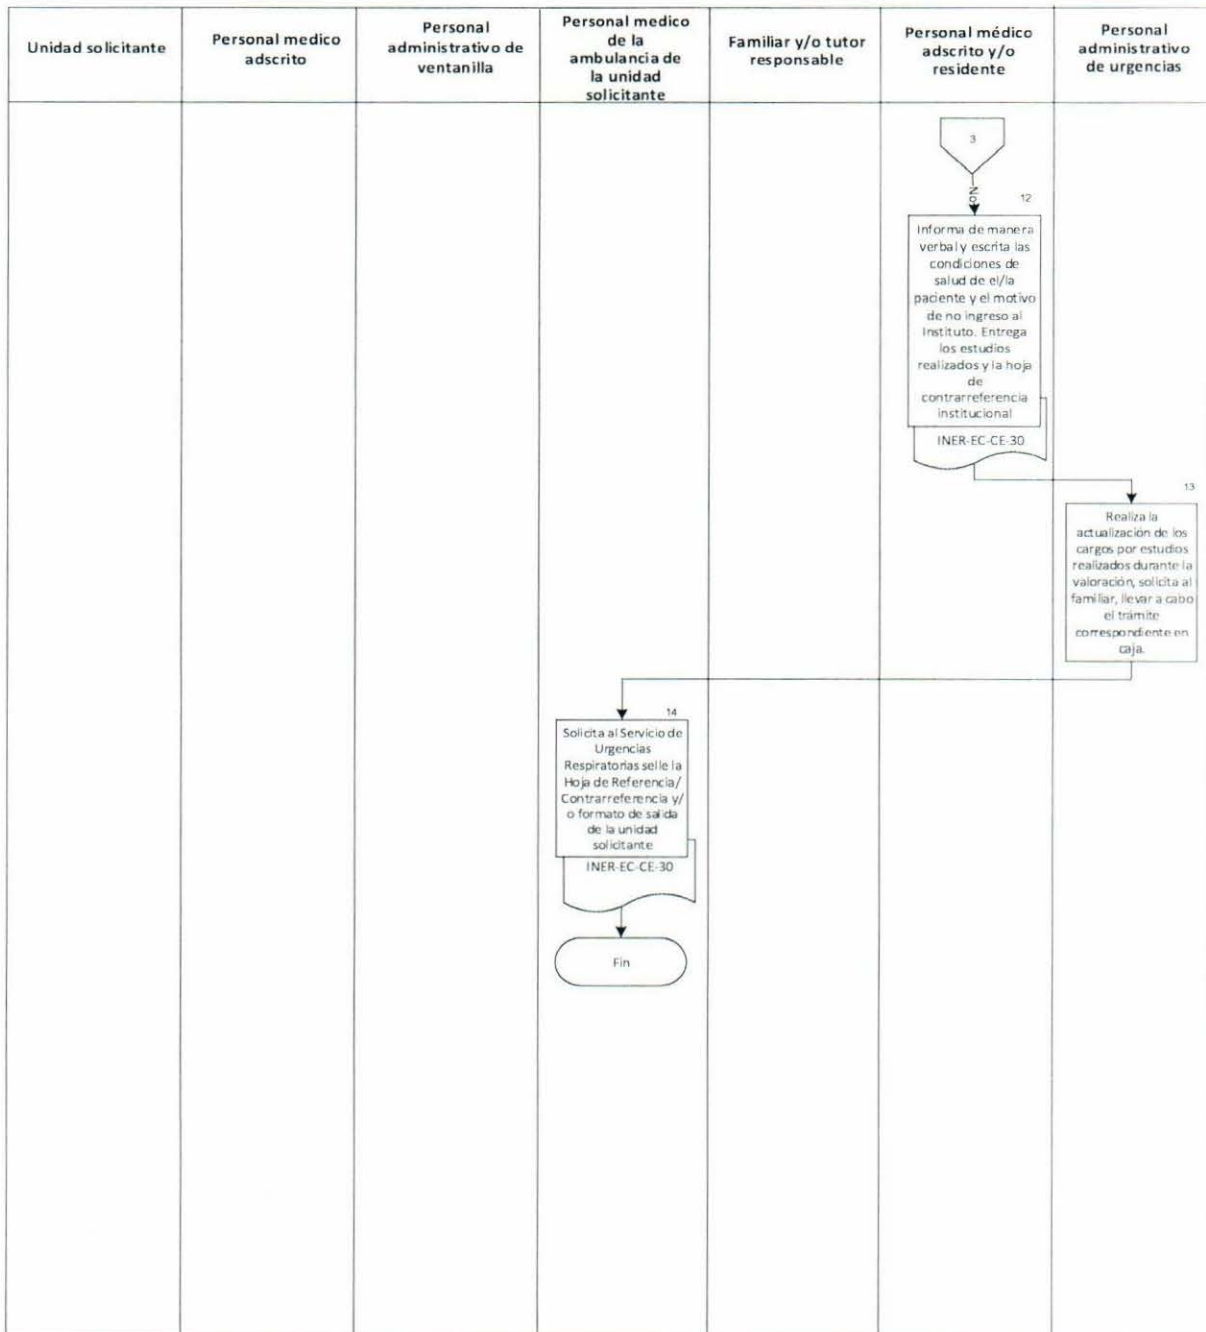 Unidad solicitante
Personal medico
adscrito
Personal
administrativo de
ventanilla
Personal medico
de la
ambulancia de
la unidad
solicitante
Familiar y/o tutor
responsable
Personal médico
adscrito y/o
residente
Personal
administrativo
de urgencias
3
No
12
Informa de manera
verbal y escrita las
condiciones de
salud de el/la
paciente y el motivo
de no ingreso al
Instituto. Entrega
los estudios
realizados y la hoja
de
contrarreferencia
institucional
INER-EC-CE-30
13
Realiza la
actualización de los
cargos por estudios
realizados durante la
valoración, solicita al
familiar, llevar a cabo
el trámite
correspondiente en
caja.
14
Solicita al Servicio de
Urgencias
Respiratorias selle la
Hoja de Referencia/
Contrarreferencia y/
o formato de salida
de la unidad
solicitante
INER-EC-CE-30
Fin